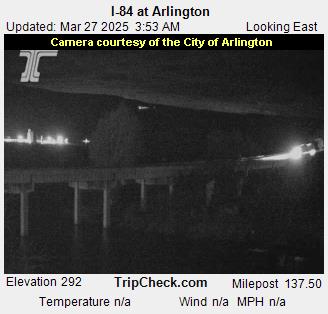 I-84 at Arlington
Updated: Mar 27 2025 3:53 AM Looking East
Camera courtesy of the City of Arlington
Elevation 292 TripCheck.com Milepost 137.50
Temperature n/a Wind n/a MPH n/a